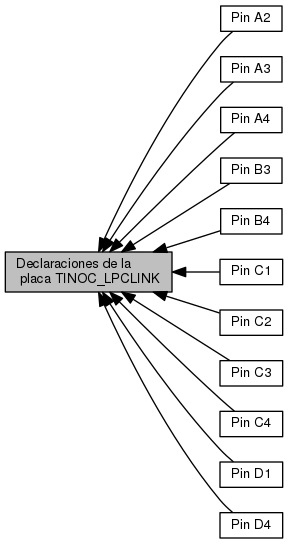 Pin A2
Pin A3
Pin A4
Pin B3
Pin B4
Declaraciones de la
placa TINOC_LPCLINK
Pin C1
Pin C2
Pin C3
Pin C4
Pin D1
Pin D4